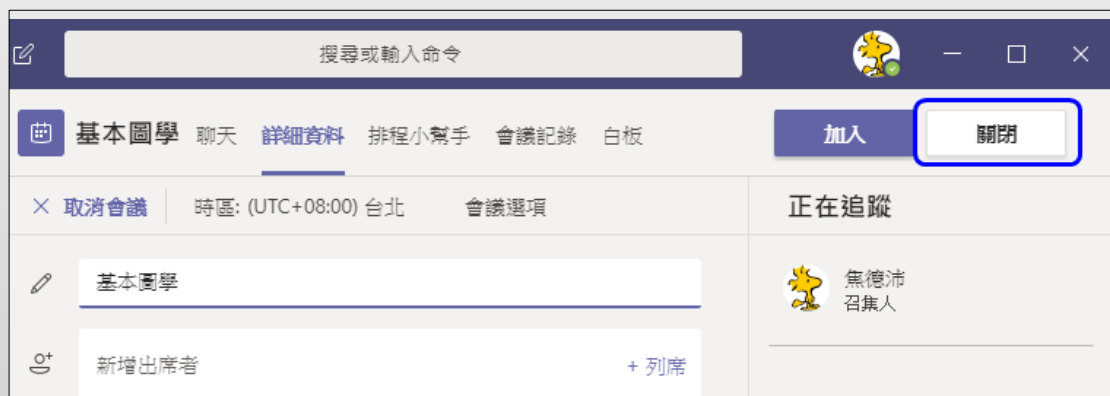 搜尋或輸入命令
基本圖學 聊天 詳細資料 排程小幫手 會議記錄 白板 加入 關閉
取消會議 時區: (UTC+08:00) 台北 會議選項 正在追蹤
基本圖學
焦德沛
召集人
新增出席者 + 列席